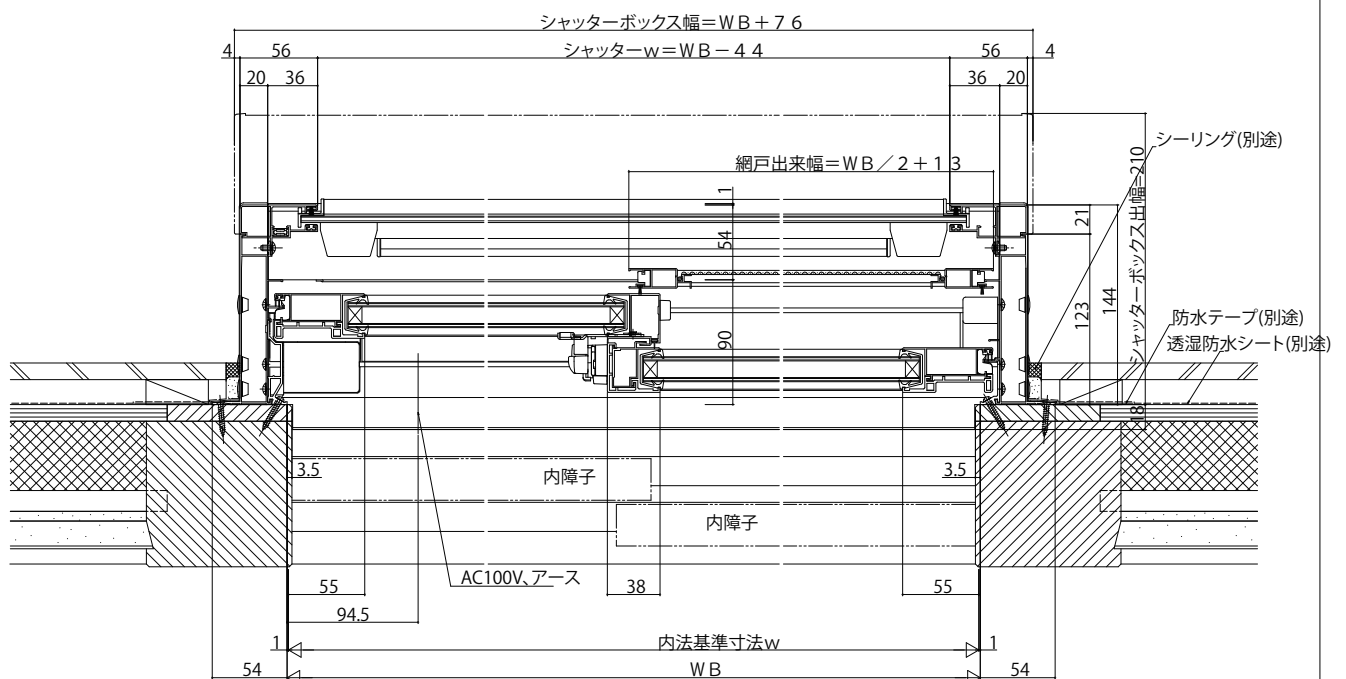 シャッターボックス幅=WB+76
4
56
シャッターw=WB-44
56
4
20
36
36
20
シーリング(別途)
網戸出来幅=WB/2+13
シャッターボックス出幅=210
1
21
54
防水テープ(別途)
123
144
透湿防水シート(別途)
90
18
3.5
内障子
3.5
内障子
55
AC100V、アース
38
55
94.5
1
内法基準寸法w
1
54
WB
54